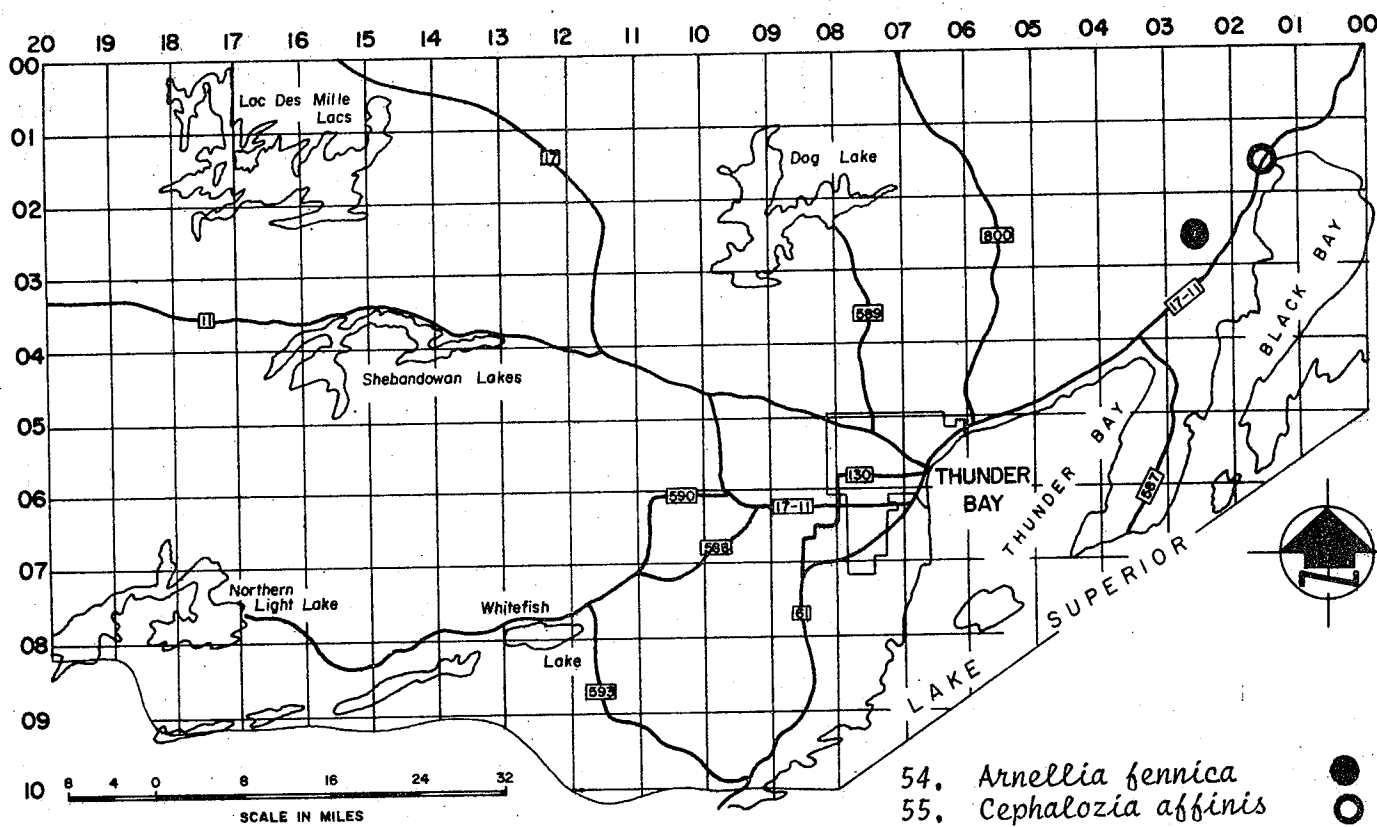 20 19 18 17 16 15 14 13 12 11 10 09 08 07 06 05 04 03 02 01 00
00
Lac Des Mille
Lacs
01
17
Dog Lake
02
800
BLACK BAY
03
17-11
11
589
04
Shebandowan Lakes
05
THUNDER BAY
130
THUNDER
BAY
590
587
06
17-11
588
07
Northern
Light Lake
Whitefish
Lake
61
LAKE SUPERIOR
08
593
09
10
8 4 0 8 16 24 32
SCALE IN MILES
54. Arnellia fennica
55. Cephalozia affinis